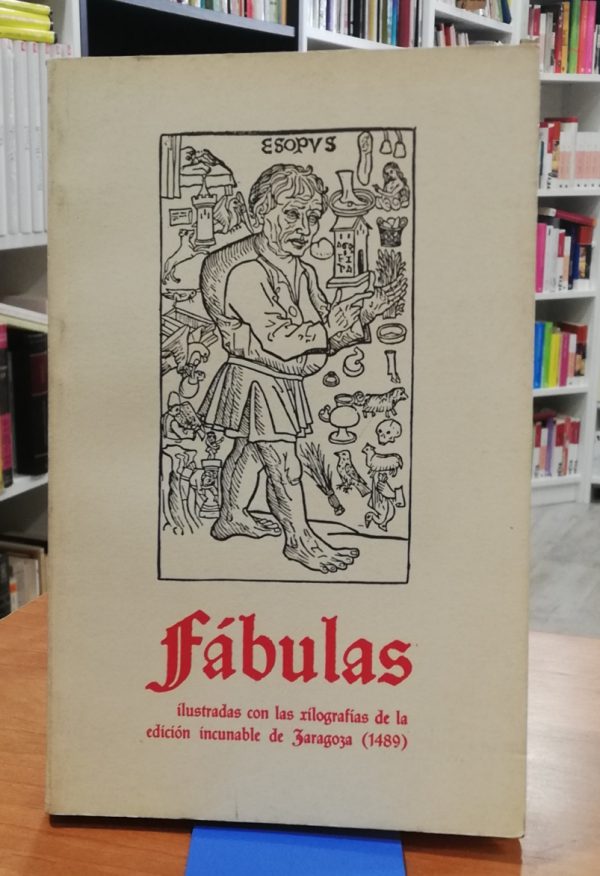 ESOPVS
Fábulas
ilustradas con las xilografías de la
edición incunable de Zaragoza (1489)